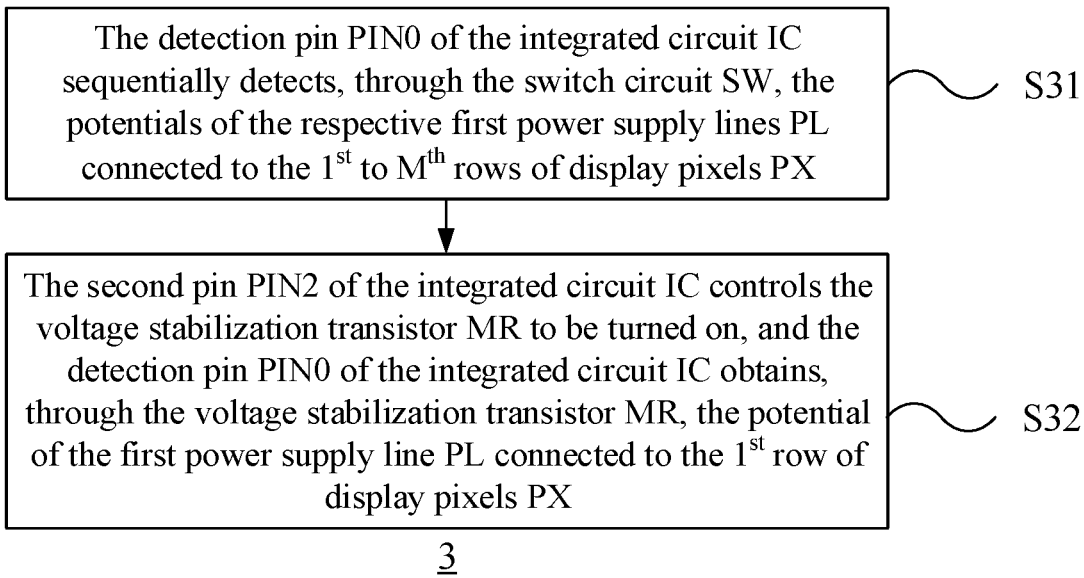 The detection pin PIN0 of the integrated circuit IC
sequentially detects, through the switch circuit SW, the
potentials of the respective first power supply lines PL
connected to the 1st to Mth rows of display pixels PX
S31
The second pin PIN2 of the integrated circuit IC controls the
voltage stabilization transistor MR to be turned on, and the
detection pin PIN0 of the integrated circuit IC obtains,
through the voltage stabilization transistor MR, the potential
of the first power supply line PL connected to the 1st row of
display pixels PX
S32
3